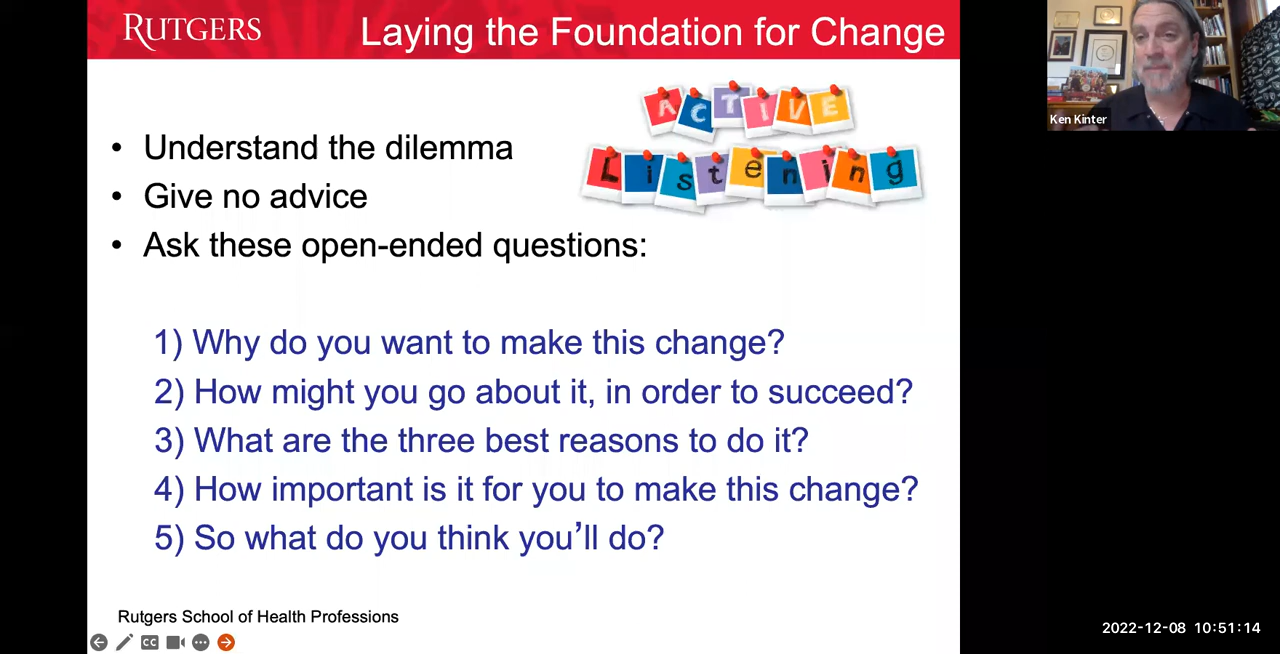 RUTGERS
Laying the Foundation for Change
ACTIVE
Listening
• Understand the dilemma
• Give no advice
• Ask these open-ended questions:
1) Why do you want to make this change?
2) How might you go about it, in order to succeed?
3) What are the three best reasons to do it?
4) How important is it for you to make this change?
5) So what do you think you’ll do?
Rutgers School of Health Professions
CC
Ken Kinter
2022-12-08 10:51:14